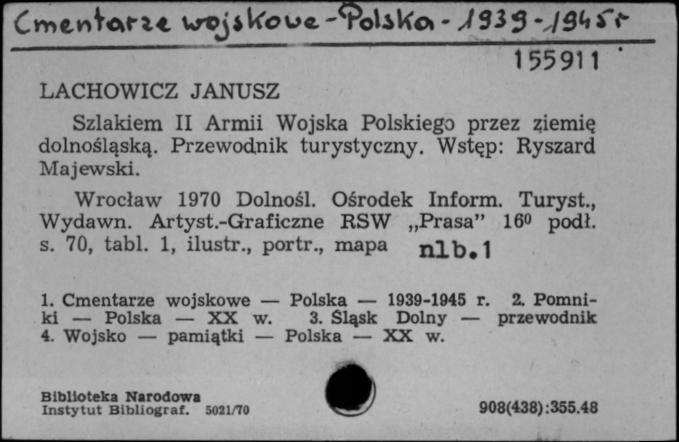 Cmentarze wojskowe - Polska - 1939-1945 r
155911
LACHOWICZ JANUSZ
Szlakiem II Armii Wojska Polskiego przez ziemię
dolnośląską. Przewodnik turystyczny. Wstęp: Ryszard
Majewski.
Wrocław 1970 Dolnośl. Ośrodek Inform. Turyst.,
Wydawn. Artyst.-Graficzne RSW „Prasa” 16⁰ podł.
s. 70, tabl. 1, ilustr., portr., mapa nlb.1
1. Cmentarze wojskowe — Polska — 1939-1945 r. 2. Pomni-
ki — Polska — XX w. 3. Śląsk Dolny — przewodnik
4. Wojsko — pamiątki — Polska — XX w.
Biblioteka Narodowa
Instytut Bibliograf. 5021/70
908(438):355.48